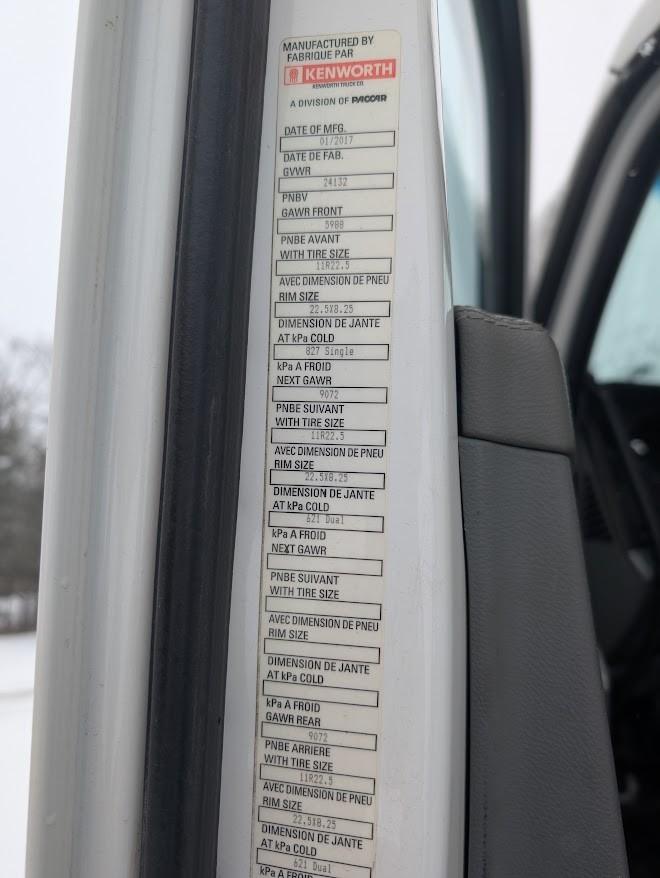 MANUFACTURED BY
FABRIQUE PAR
KENWORTH
KENWORTH TRUCK CO.
A DIVISION OF PACCAR
DATE OF MFG.
01/2017
DATE DE FAB.
GVWR
24132
PNBV
GAWR FRONT
5988
PNBE AVANT
WITH TIRE SIZE
11R22.5
AVEC DIMENSION DE PNEU
RIM SIZE
22.5X8.25
DIMENSION DE JANTE
AT kPa COLD
827 Single
kPa A FROID
NEXT GAWR
9072
PNBE SUIVANT
WITH TIRE SIZE
11R22.5
AVEC DIMENSION DE PNEU
RIM SIZE
22.5X8.25
DIMENSION DE JANTE
AT kPa COLD
621 Dual
kPa A FROID
NEXT GAWR
PNBE SUIVANT
WITH TIRE SIZE
AVEC DIMENSION DE PNEU
RIM SIZE
DIMENSION DE JANTE
AT kPa COLD
kPa A FROID
GAWR REAR
9072
PNBE ARRIERE
WITH TIRE SIZE
11R22.5
AVEC DIMENSION DE PNEU
RIM SIZE
22.5X8.25
DIMENSION DE JANTE
AT kPa COLD
621 Dual
kPa A FROID